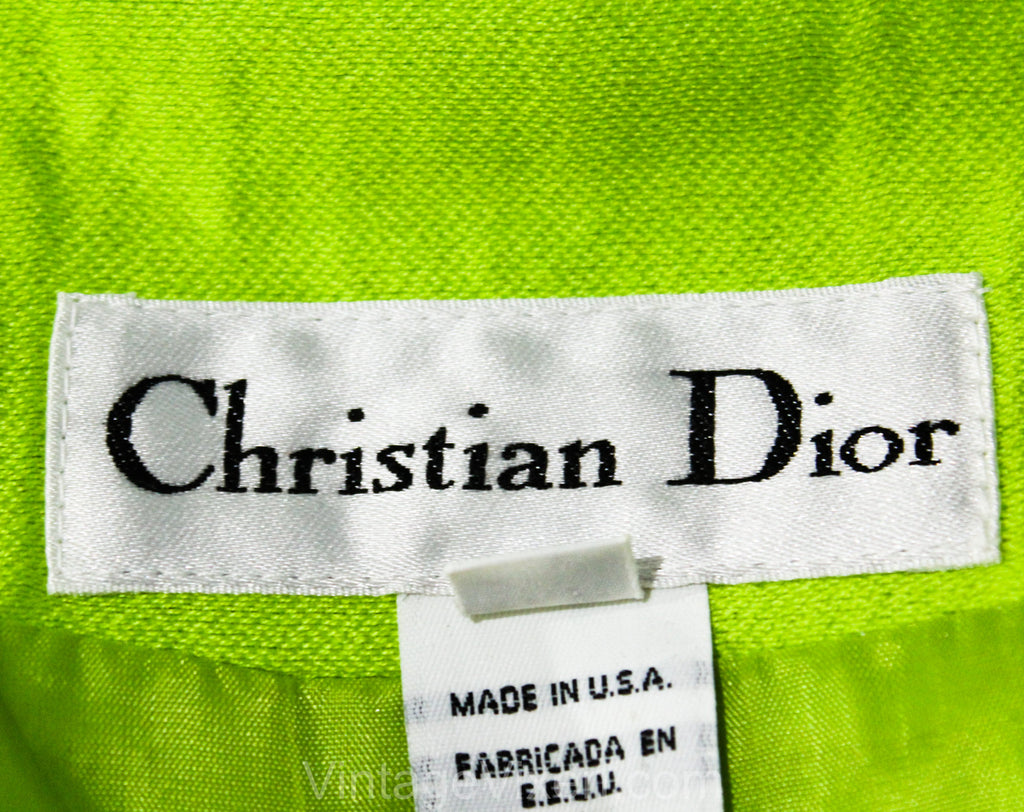 Christian Dior
MADE IN U.S.A.
FABRICADA EN
E.E.U.U.